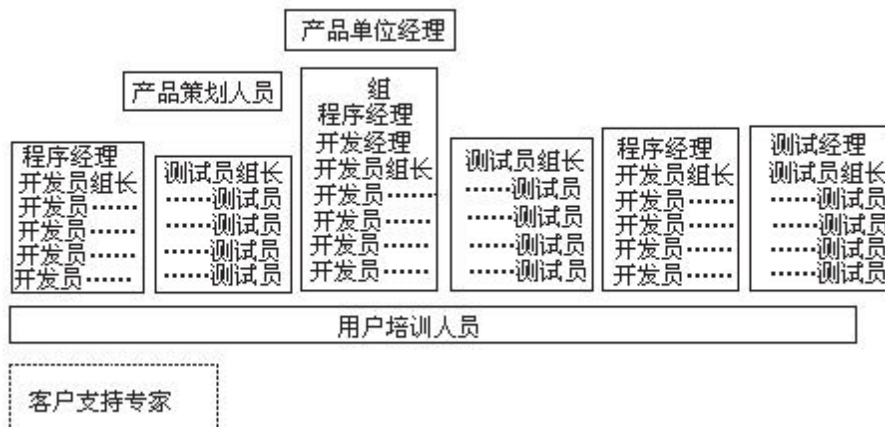 产品单位经理
产品策划人员
程序经理
开发员组长
开发员……
开发员……
开发员……
开发员……
测试员组长
……测试员
……测试员
……测试员
……测试员
组
程序经理
开发经理
开发员组长
开发员……
开发员……
开发员……
开发员……
测试员组长
……测试员
……测试员
……测试员
……测试员
程序经理
开发员组长
开发员……
开发员……
开发员……
开发员……
测试经理
测试员组长
……测试员
……测试员
……测试员
……测试员
用户培训人员
客户支持专家